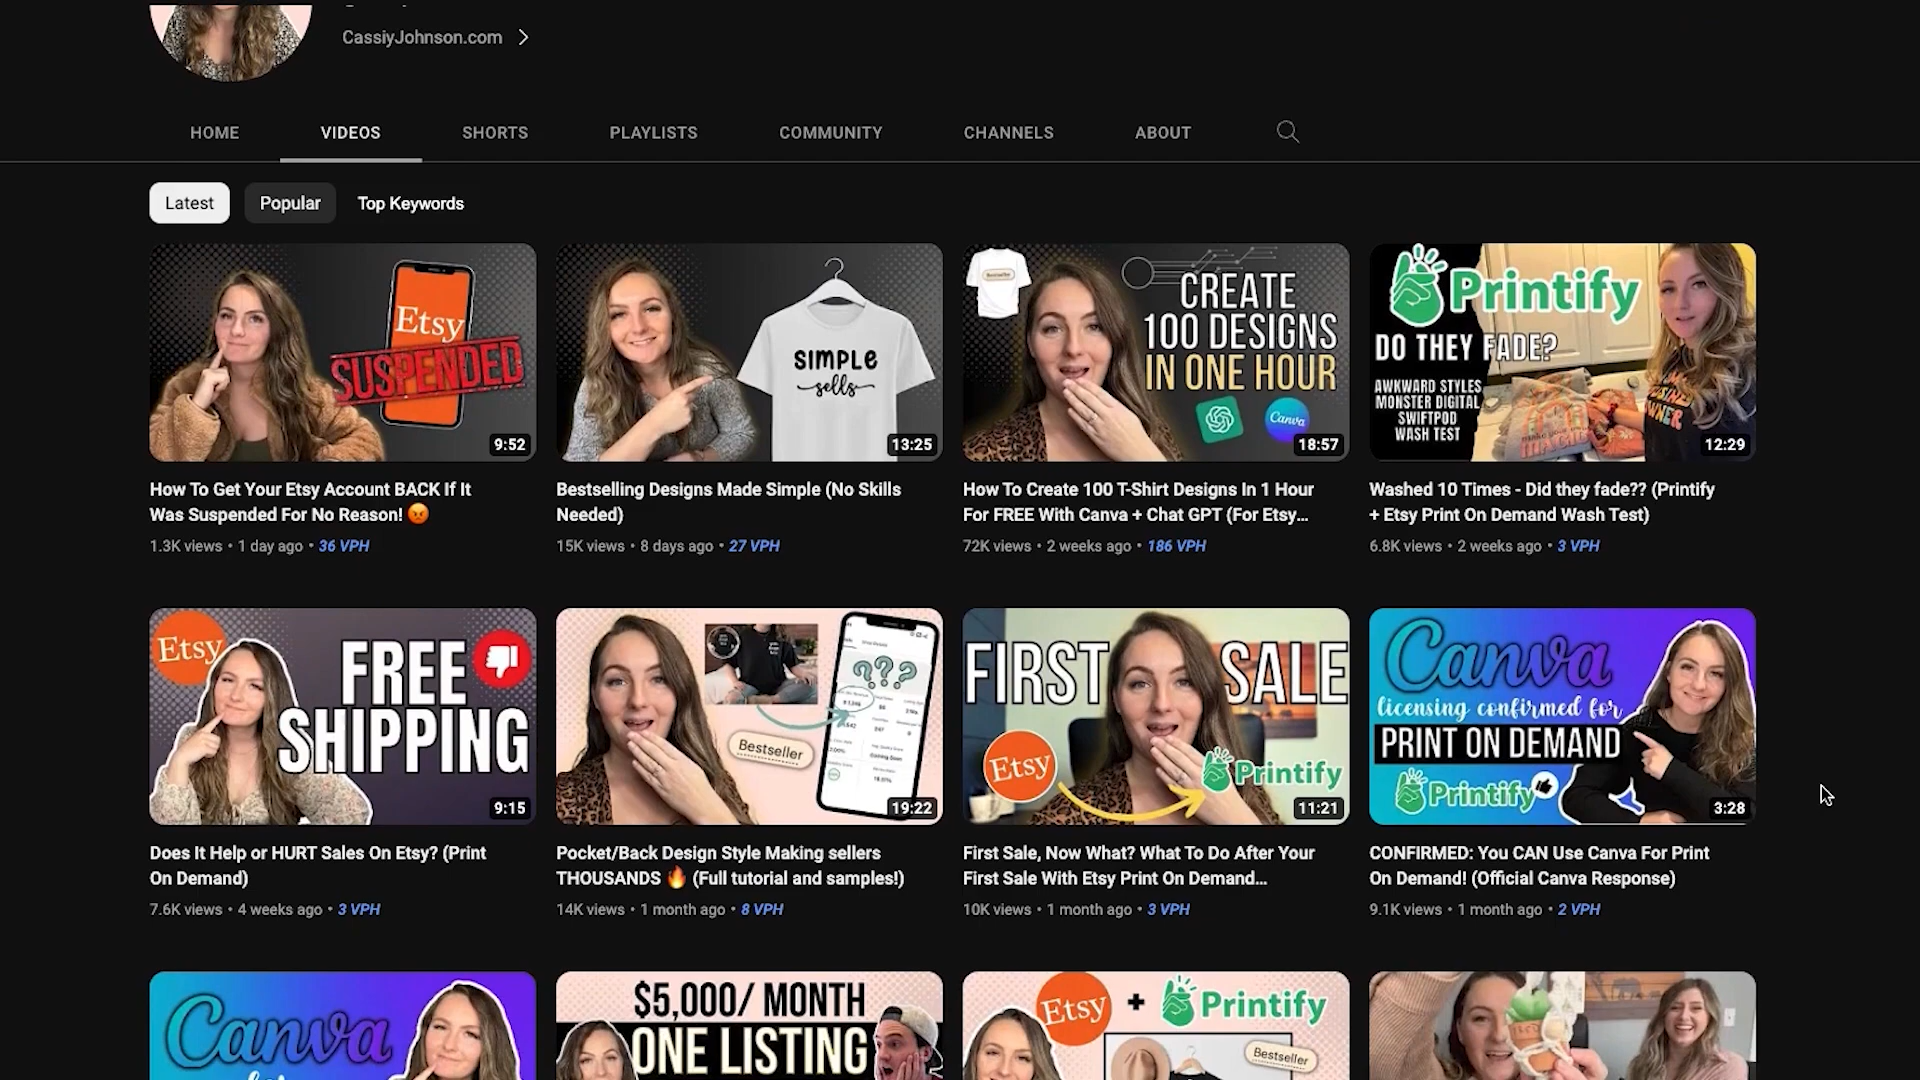 CassiyJohnson.com
HOME VIDEOS SHORTS PLAYLISTS COMMUNITY CHANNELS ABOUT
Latest Popular Top Keywords
Etsy
SUSPENDED
9:52
SIMPLE
sells
13:25
Bestseller
CREATE
100 DESIGNS
IN ONE HOUR
Canva
18:57
Printify
DO THEY FADE?
AWKWARD STYLES
MONSTER DIGITAL
SWIFTPOD
WASH TEST
12:29
How To Get Your Etsy Account BACK If It
Was Suspended For No Reason! 😡
1.3K views • 1 day ago • 36 VPH
Bestselling Designs Made Simple (No Skills
Needed)
15K views • 8 days ago • 27 VPH
How To Create 100 T-Shirt Designs In 1 Hour
For FREE With Canva + Chat GPT (For Etsy...
72K views • 2 weeks ago • 186 VPH
Washed 10 Times - Did they fade?? (Printify
+ Etsy Print On Demand Wash Test)
6.8K views • 2 weeks ago • 3 VPH
Etsy
FREE
SHIPPING
9:15
???
Bestseller
19:22
FIRST SALE
Etsy
Printify
11:21
Canva
licensing confirmed for
PRINT ON DEMAND
Printify
3:28
Does It Help or HURT Sales On Etsy? (Print
On Demand)
7.6K views • 4 weeks ago • 3 VPH
Pocket/Back Design Style Making sellers
THOUSANDS 🔥 (Full tutorial and samples!)
14K views • 1 month ago • 8 VPH
First Sale, Now What? What To Do After Your
First Sale With Etsy Print On Demand...
10K views • 1 month ago • 3 VPH
CONFIRMED: You CAN Use Canva For Print
On Demand! (Official Canva Response)
9.1K views • 1 month ago • 2 VPH
Canva
$5,000/ MONTH
ONE LISTING
Etsy + Printify
Bestseller